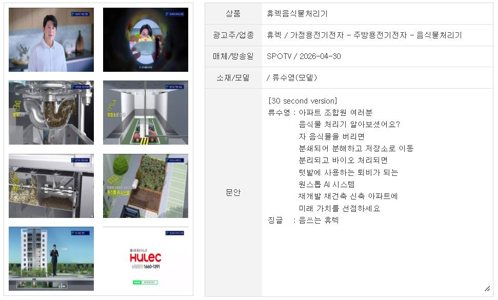 상품
휴렉음식물처리기
광고주/업종
휴렉 / 가정용전기전자 - 주방용전기전자 - 음식물처리기
매체/방송일
SPOTV / 2026-04-30
소재/모델
/ 류수영(모델)
문안
[30 second version]
류수영 : 아파트 조합원 여러분
음식물 처리기 알아보셨어요?
자 음식물을 버리면
분쇄되어 분해하고 저장소로 이동
분리되고 바이오 처리되면
텃밭에 사용하는 퇴비가 되는
원스톱 AI 시스템
재개발 재건축 신축 아파트에
미래 가치를 선점하세요
징글 : 음쓰는 휴렉
HULEC
1660-1291